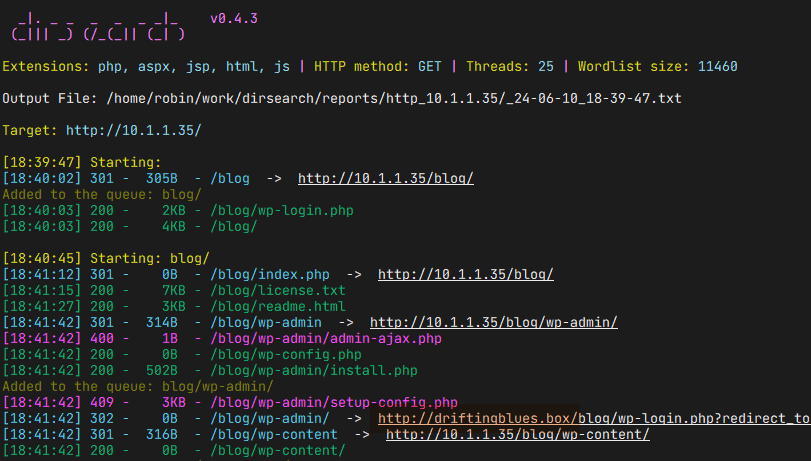 _|. _ _  _  _  _ _|_    v0.4.3
(_||| _) (/_(_|| (_| )
Extensions: php, aspx, jsp, html, js | HTTP method: GET | Threads: 25 | Wordlist size: 11460
Output File: /home/robin/work/dirsearch/reports/http_10.1.1.35/_24-06-10_18-39-47.txt
Target: http://10.1.1.35/
[18:39:47] Starting:
[18:40:02] 301 -  305B  - /blog  ->  http://10.1.1.35/blog/
Added to the queue: blog/
[18:40:03] 200 -    2KB - /blog/wp-login.php
[18:40:03] 200 -    4KB - /blog/
[18:40:45] Starting: blog/
[18:41:12] 301 -    0B  - /blog/index.php  ->  http://10.1.1.35/blog/
[18:41:15] 200 -    7KB - /blog/license.txt
[18:41:27] 200 -    3KB - /blog/readme.html
[18:41:42] 301 -  314B  - /blog/wp-admin  ->  http://10.1.1.35/blog/wp-admin/
[18:41:42] 400 -    1B  - /blog/wp-admin/admin-ajax.php
[18:41:42] 200 -    0B  - /blog/wp-config.php
[18:41:42] 200 -  502B  - /blog/wp-admin/install.php
Added to the queue: blog/wp-admin/
[18:41:42] 409 -    3KB - /blog/wp-admin/setup-config.php
[18:41:42] 302 -    0B  - /blog/wp-admin/  ->  http://driftingblues.box/blog/wp-login.php?redirect_to
[18:41:42] 301 -  316B  - /blog/wp-content  ->  http://10.1.1.35/blog/wp-content/
[18:41:42] 200 -    0B  - /blog/wp-content/